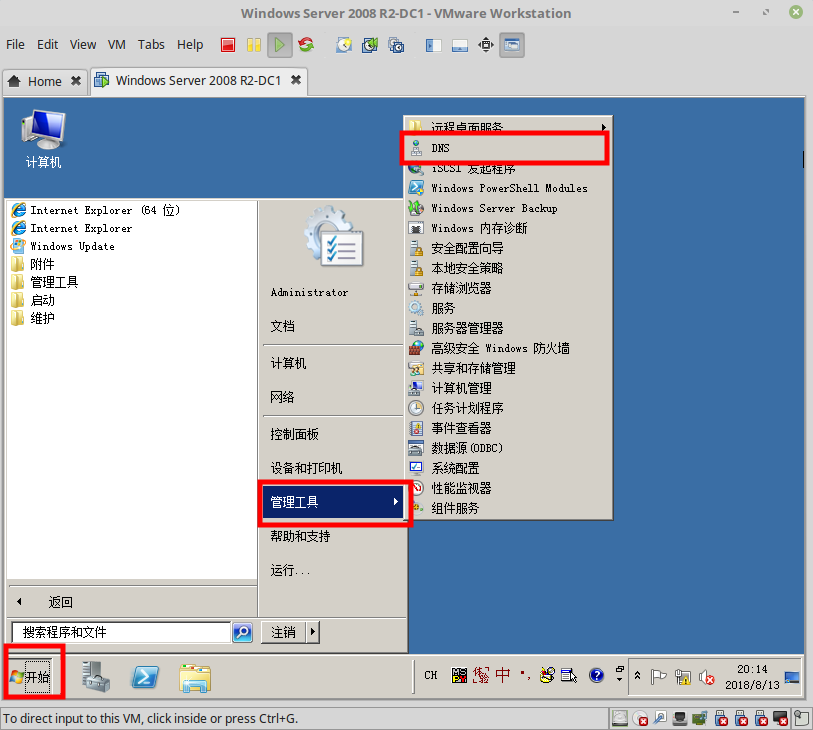 Windows Server 2008 R2-DC1 - VMware Workstation
File Edit View VM Tabs Help
Home
Windows Server 2008 R2-DC1
计算机
Internet Explorer (64 位)
Internet Explorer
Windows Update
附件
管理工具
启动
维护
返回
搜索程序和文件
Administrator
文档
计算机
网络
控制面板
设备和打印机
管理工具
帮助和支持
运行...
注销
远程桌面服务
DNS
iSCSI 发起程序
Windows PowerShell Modules
Windows Server Backup
Windows 内存诊断
安全配置向导
本地安全策略
存储浏览器
服务
服务器管理器
高级安全 Windows 防火墙
共享和存储管理
计算机管理
任务计划程序
事件查看器
数据源(ODBC)
系统配置
性能监视器
组件服务
开始
CH
中
20:14
2018/8/13
To direct input to this VM, click inside or press Ctrl+G.